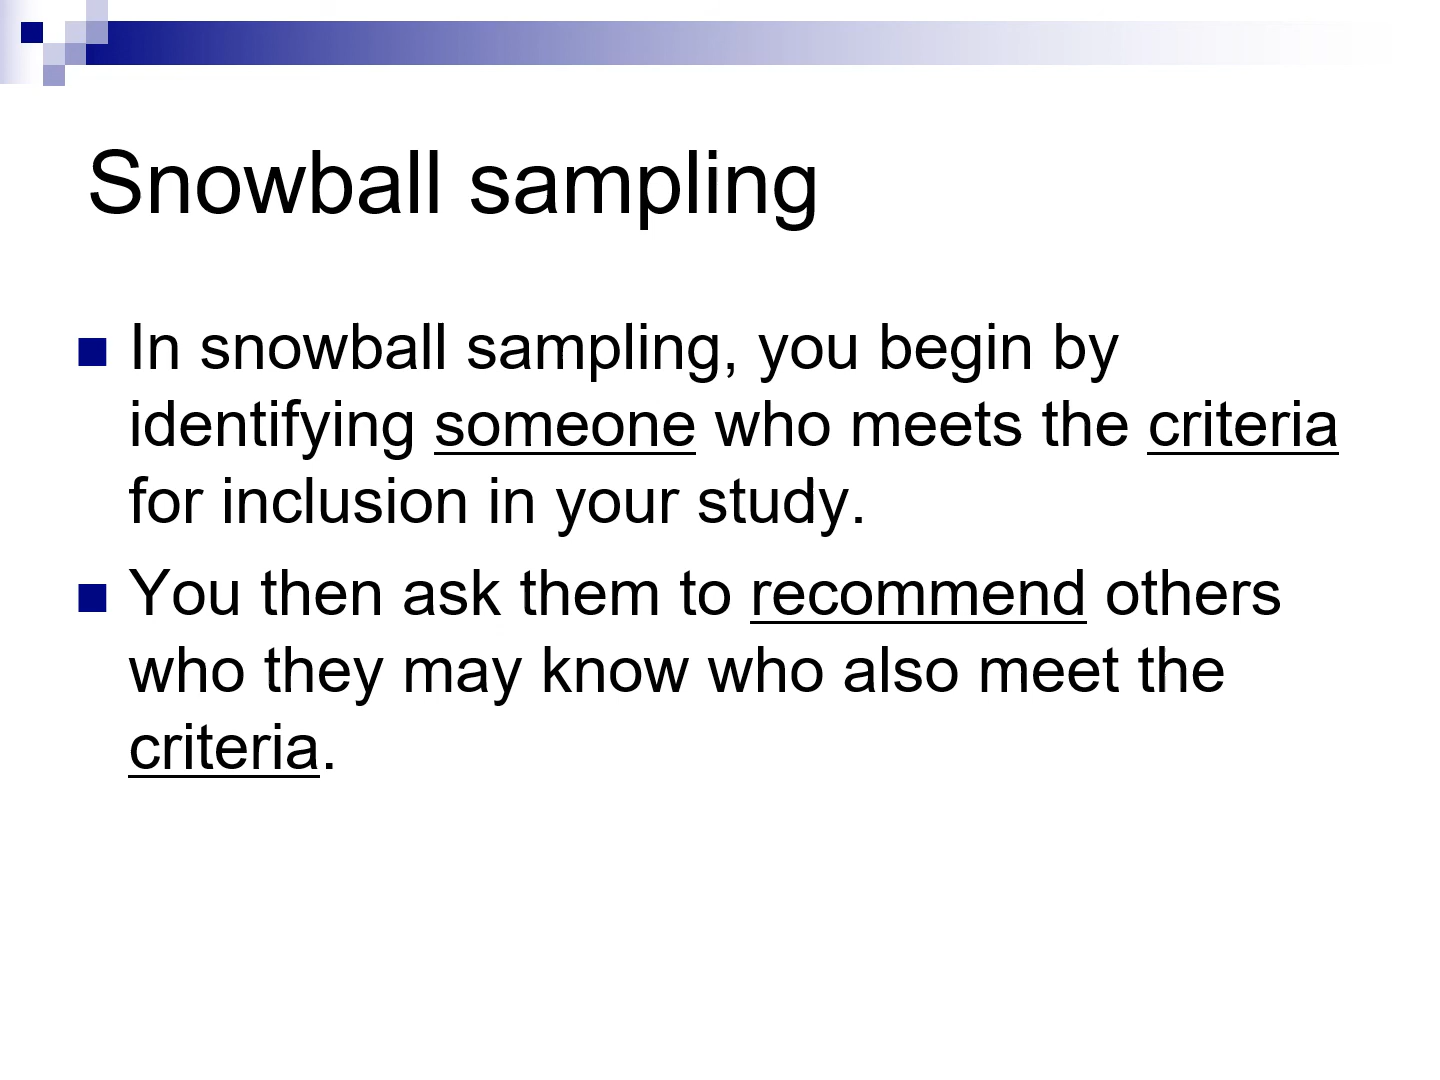 Snowball sampling
In snowball sampling, you begin by
identifying someone who meets the criteria
for inclusion in your study.
You then ask them to recommend others
who they may know who also meet the
criteria.